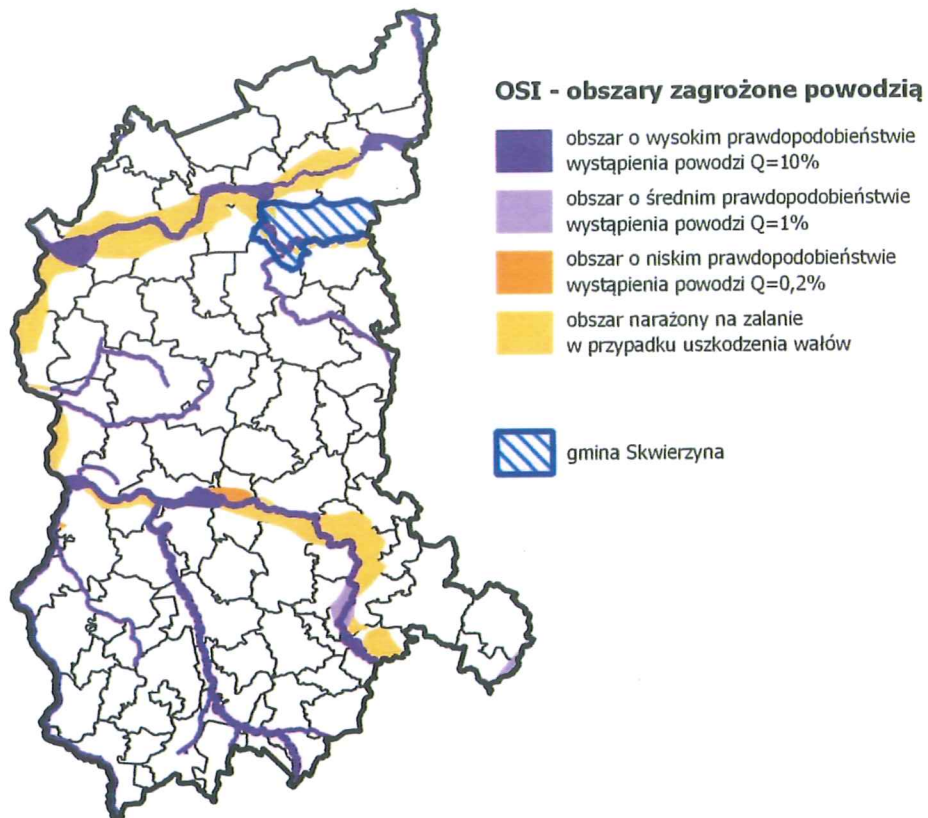 OSI - obszary zagrożone powodzią
obszar o wysokim prawdopodobieństwie
wystąpienia powodzi Q=10%
obszar o średnim prawdopodobieństwie
wystąpienia powodzi Q=1%
obszar o niskim prawdopodobieństwie
wystąpienia powodzi Q=0,2%
obszar narażony na zalanie
w przypadku uszkodzenia wałów
gmina Skwierzyna